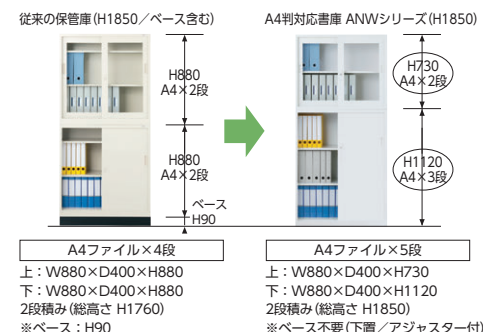 従来の保管庫(H1850/ベース含む)
H880
A4×2段
H880
A4×2段
ベース
H90
A4ファイル×4段
上:W880×D400×H880
下:W880×D400×H880
2段積み(総高さ H1760)
※ベース:H90
A4判対応書庫 ANWシリーズ(H1850)
H730
A4×2段
H1120
A4×3段
A4ファイル×5段
上:W880×D400×H730
下:W880×D400×H1120
2段積み(総高さ H1850)
※ベース不要(下置/アジャスター付)